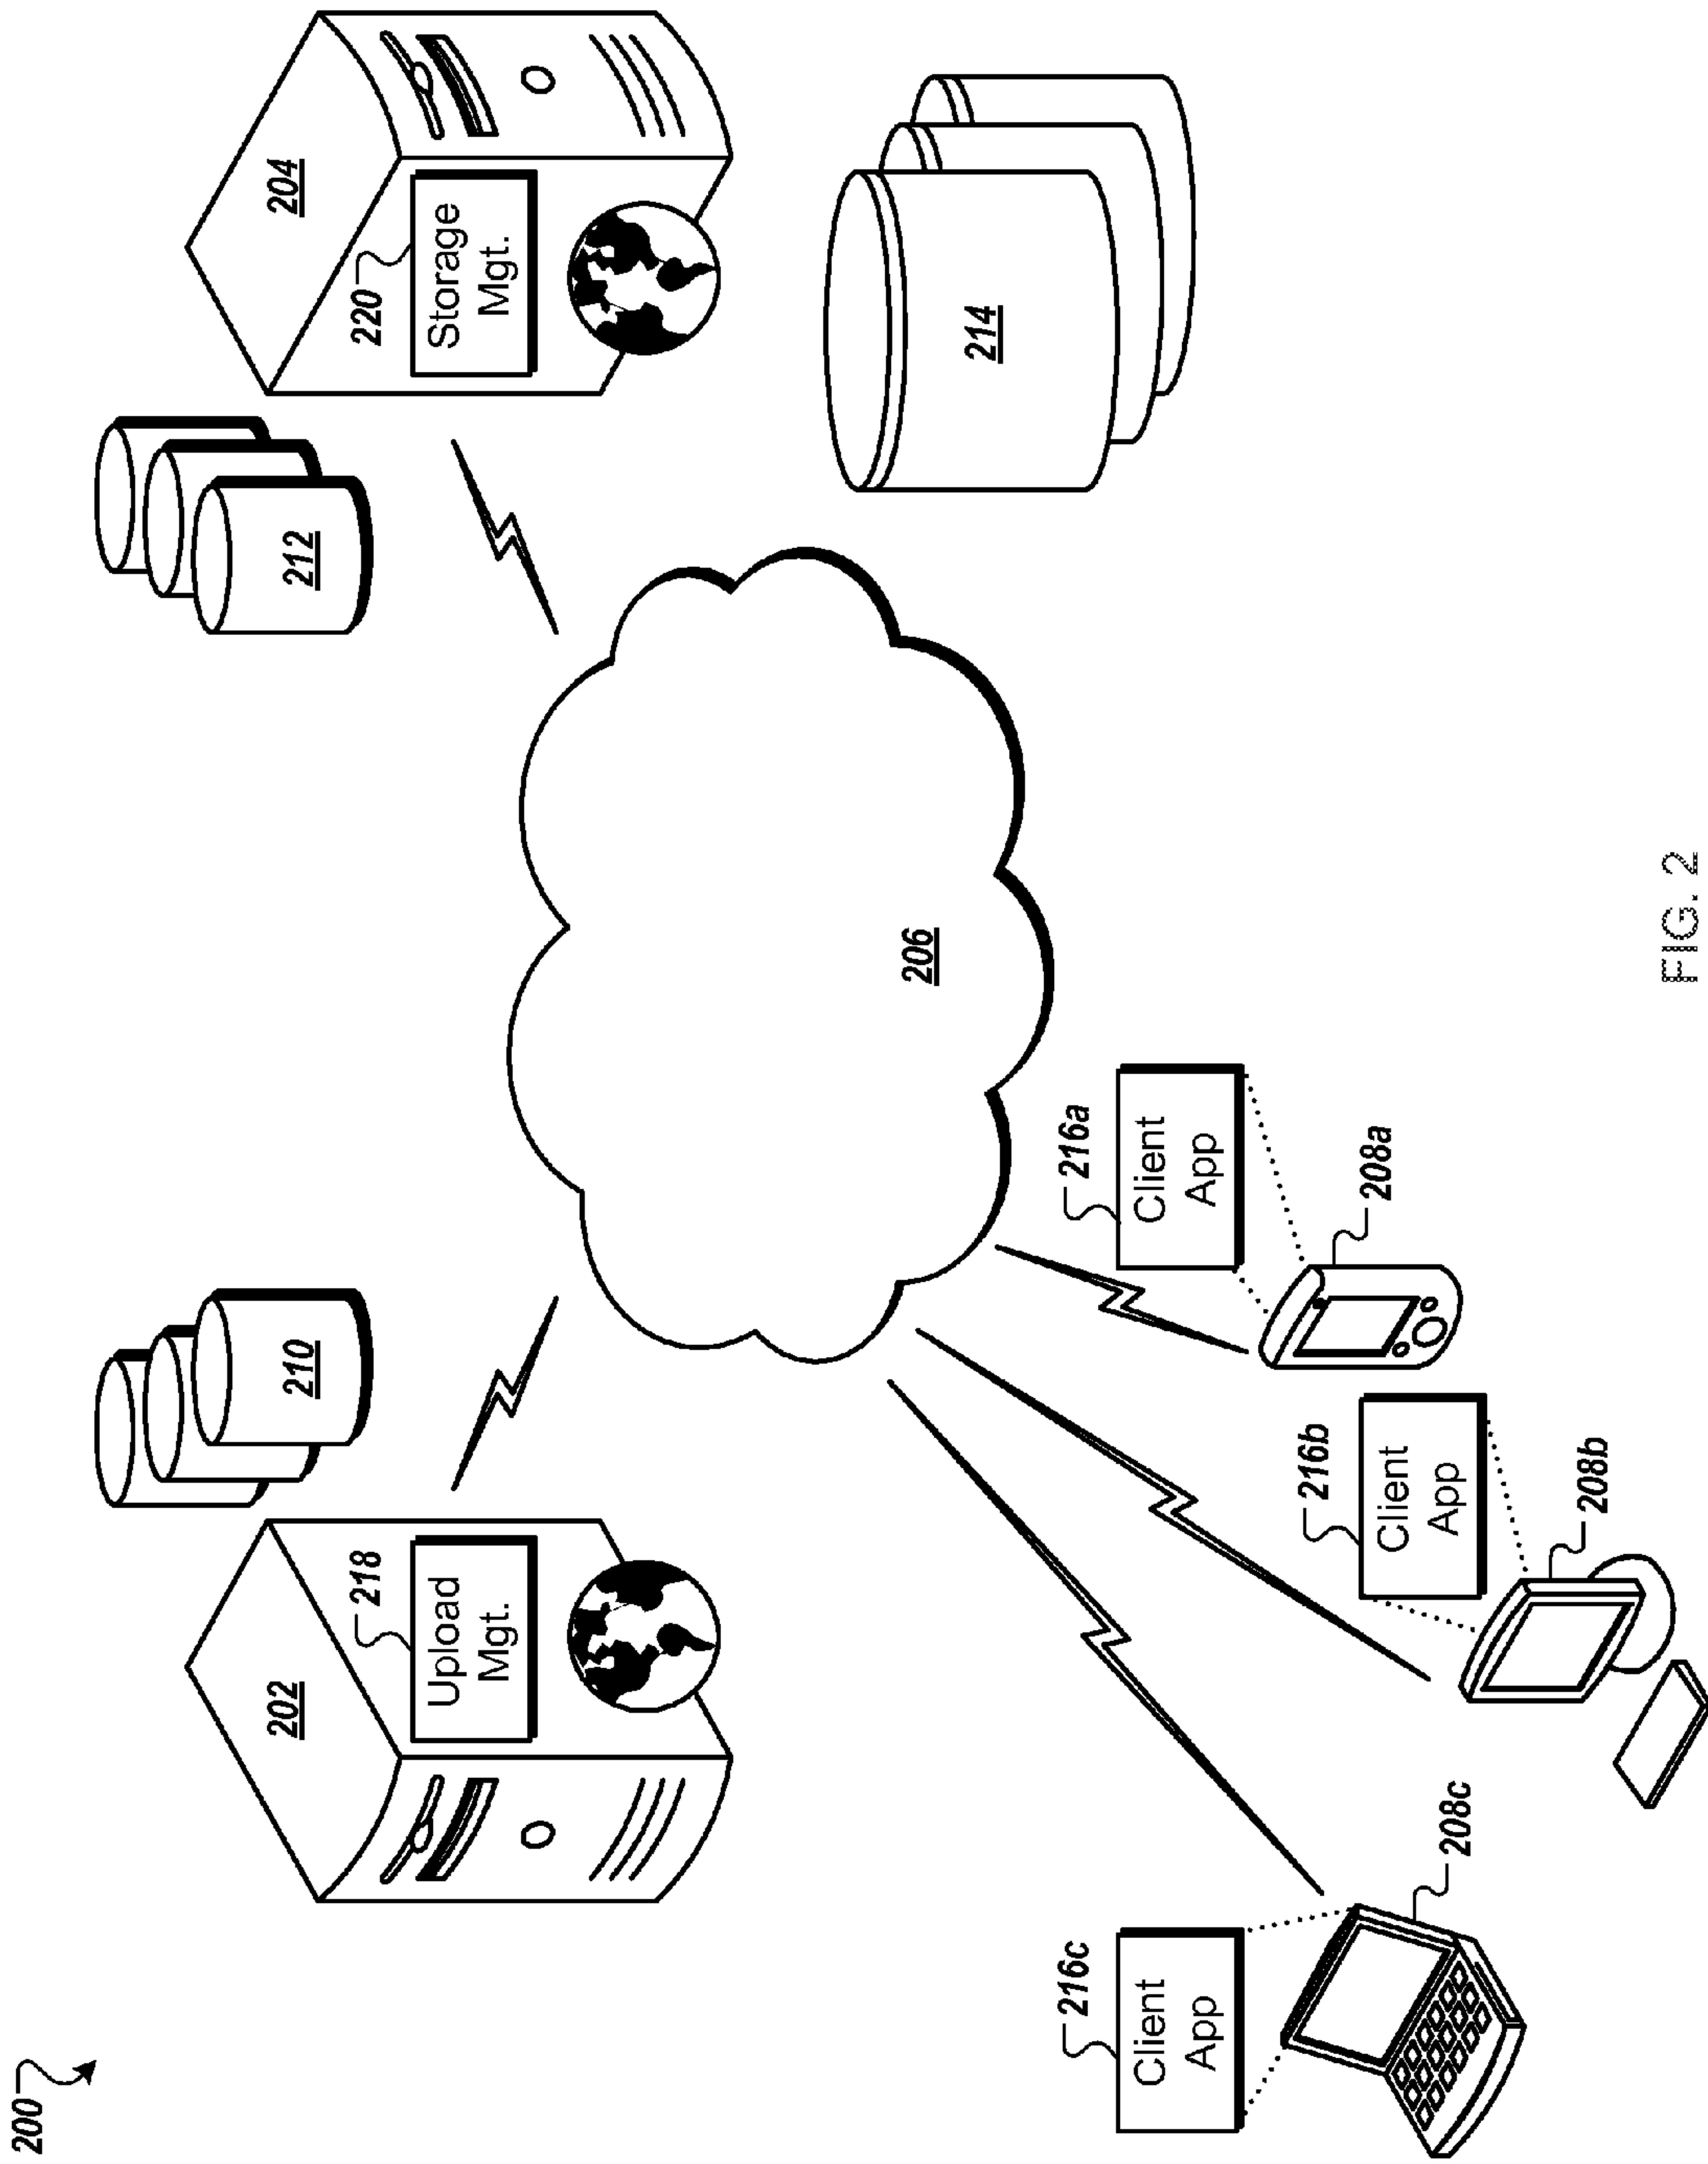 200
202
218
Upload
Mgt.
210
212
204
220
Storage
Mgt.
206
214
216c
Client
App
208c
216b
Client
App
208b
216a
Client
App
208a
FIG. 2